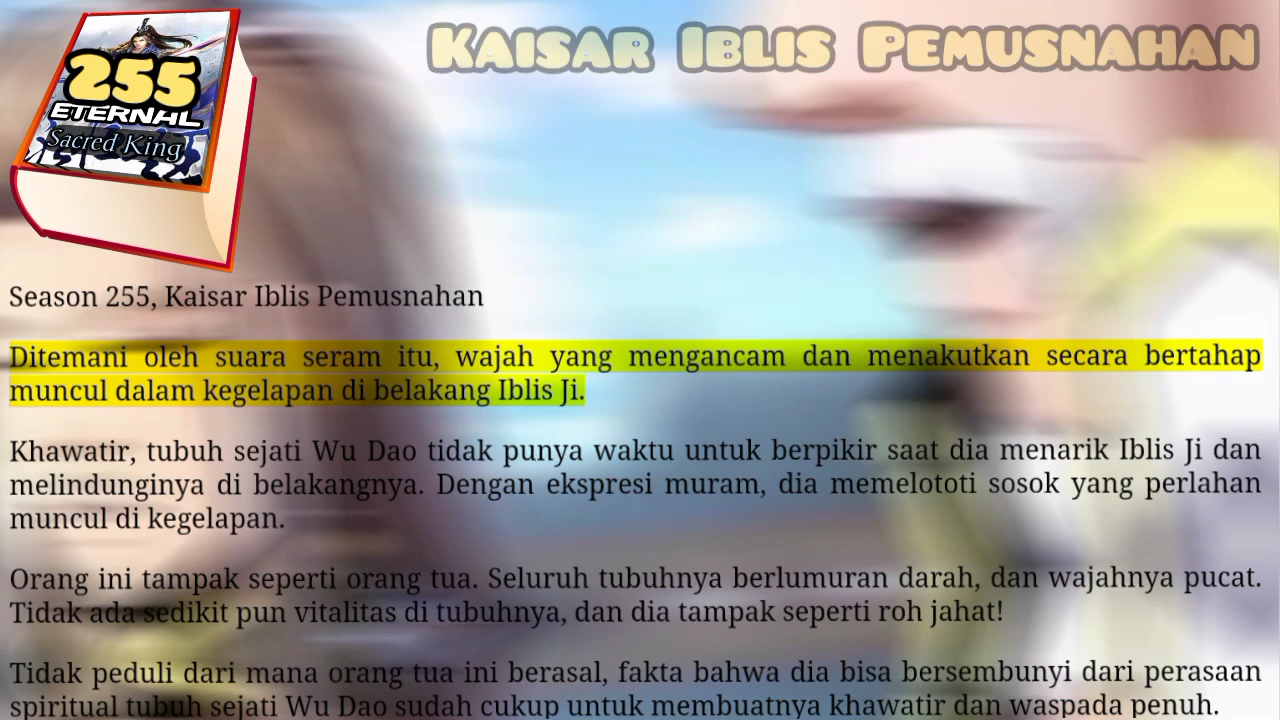 Kaisar Iblis Pemusnahan
255
ETERNAL
Sacred King
Season 255, Kaisar Iblis Pemusnahan
Ditemani oleh suara seram itu, wajah yang mengancam dan menakutkan secara bertahap
muncul dalam kegelapan di belakang Iblis Ji.
Khawatir, tubuh sejati Wu Dao tidak punya waktu untuk berpikir saat dia menarik Iblis Ji dan
melindunginya di belakangnya. Dengan ekspresi muram, dia memelototi sosok yang perlahan
muncul di kegelapan.
Orang ini tampak seperti orang tua. Seluruh tubuhnya berlumuran darah, dan wajahnya pucat.
Tidak ada sedikit pun vitalitas di tubuhnya, dan dia tampak seperti roh jahat!
Tidak peduli dari mana orang tua ini berasal, fakta bahwa dia bisa bersembunyi dari perasaan
spiritual tubuh sejati Wu Dao sudah cukup untuk membuatnya khawatir dan waspada penuh.